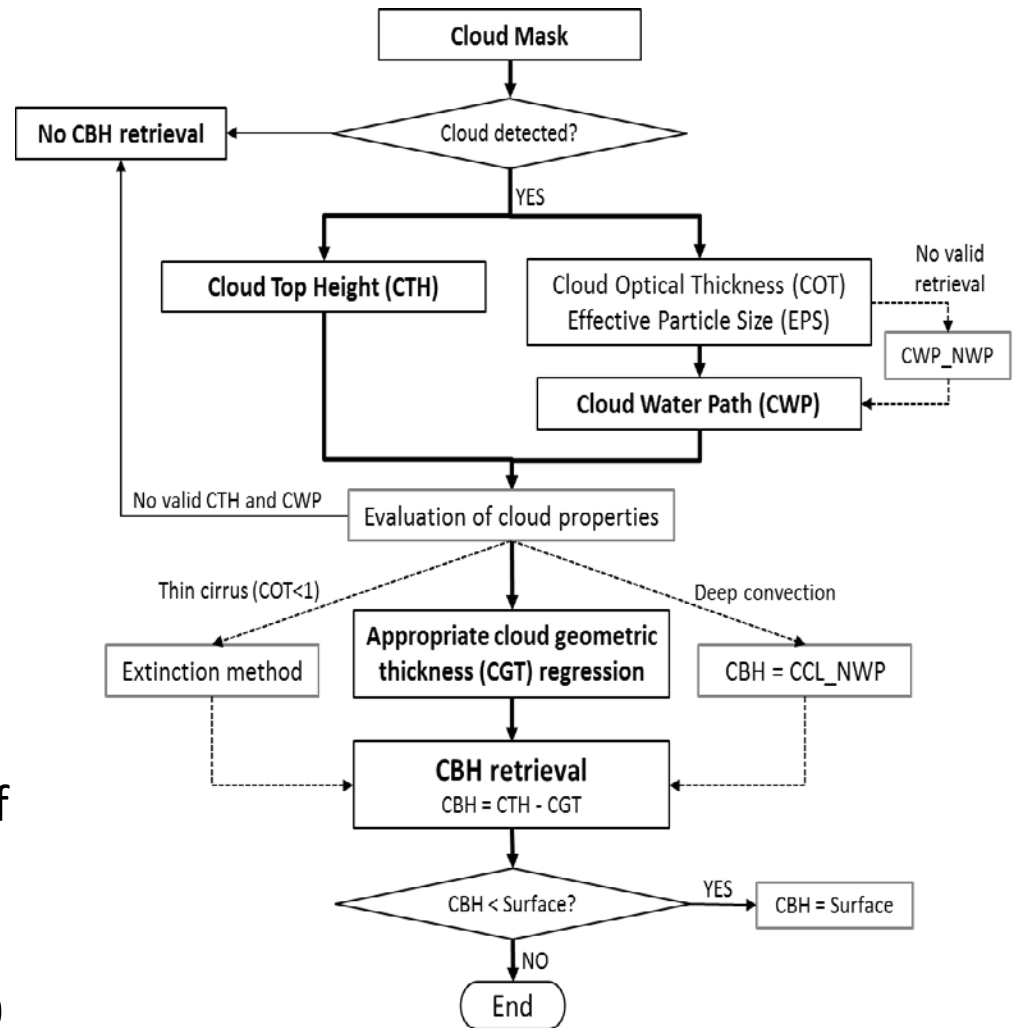 Cloud Mask
Cloud detected?
No CBH retrieval
YES
Cloud Top Height (CTH)
Cloud Optical Thickness (COT)
Effective Particle Size (EPS)
No valid
retrieval
CWP_NWP
Cloud Water Path (CWP)
No valid CTH and CWP
Evaluation of cloud properties
Thin cirrus (COT<1)
Deep convection
Extinction method
Appropriate cloud geometric
thickness (CGT) regression
CBH = CCL_NWP
CBH retrieval
CBH = CTH - CGT
f
CBH < Surface?
YES
CBH = Surface
NO
End
)